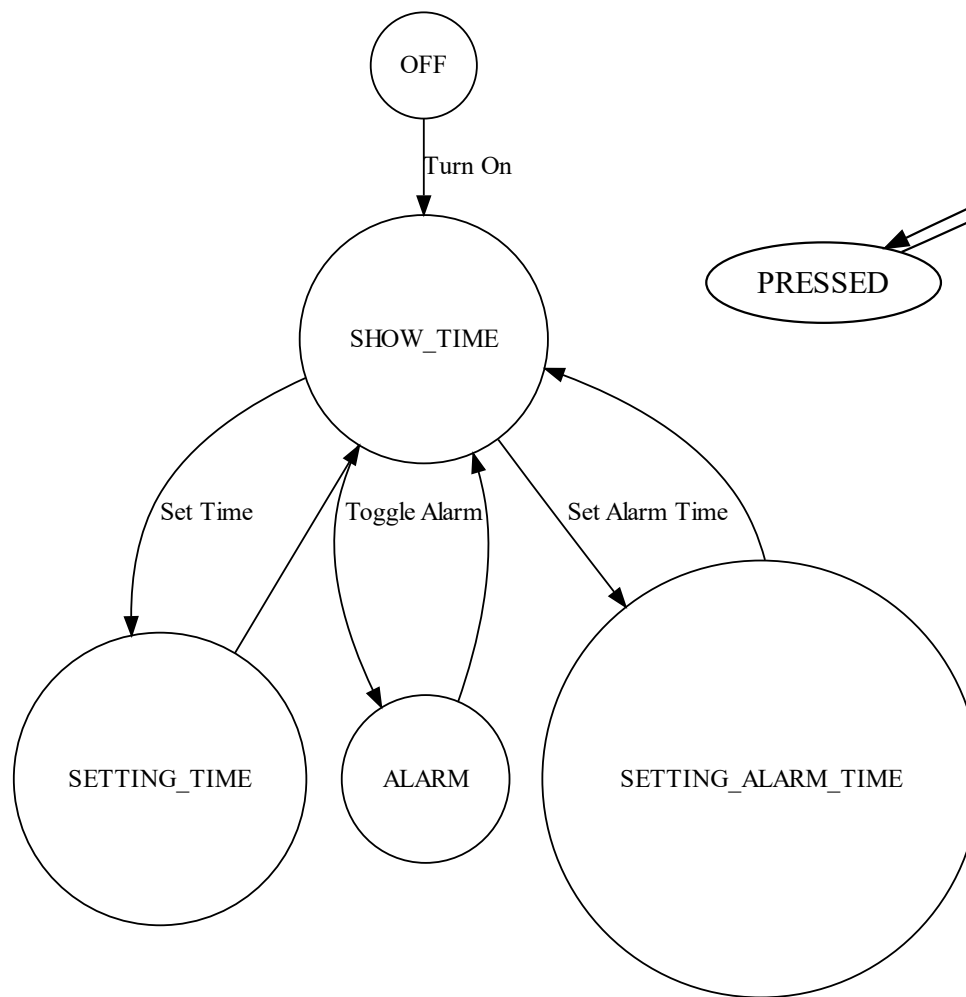 OFF
Turn On
PRESSED
SHOW_TIME
Set Time
Toggle Alarm
Set Alarm Time
SETTING_TIME
ALARM
SETTING_ALARM_TIME